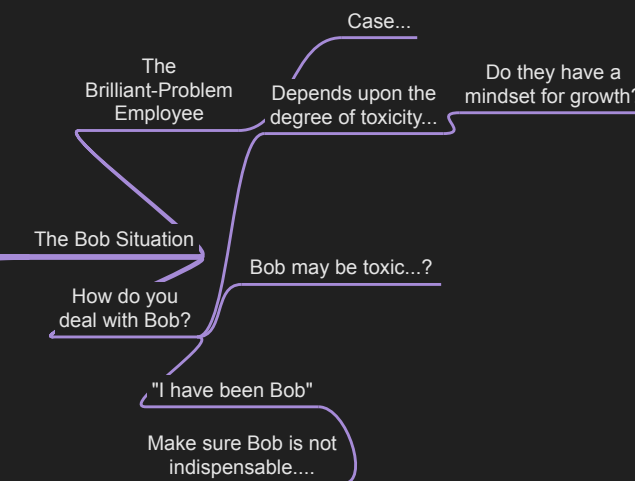 Case...
The
Brilliant-Problem
Employee
Depends upon the
degree of toxicity...
Do they have a
mindset for growth?
The Bob Situation
Bob may be toxic...?
How do you
deal with Bob?
"I have been Bob"
Make sure Bob is not
indispensable....